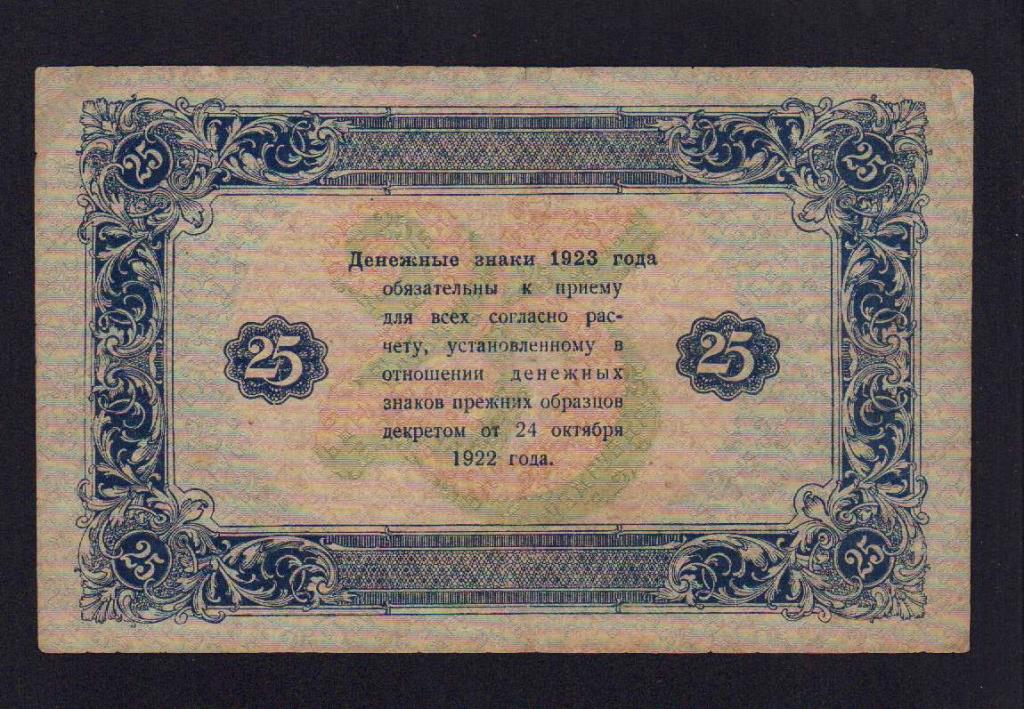 25 25
Денежные знаки 1923 года
обязательны к приему
для всех согласно рас-
чету, установленному в
25 25
отношении денежных
знаков прежних образцов
декретом от 24 октября
1922 года.
25 25